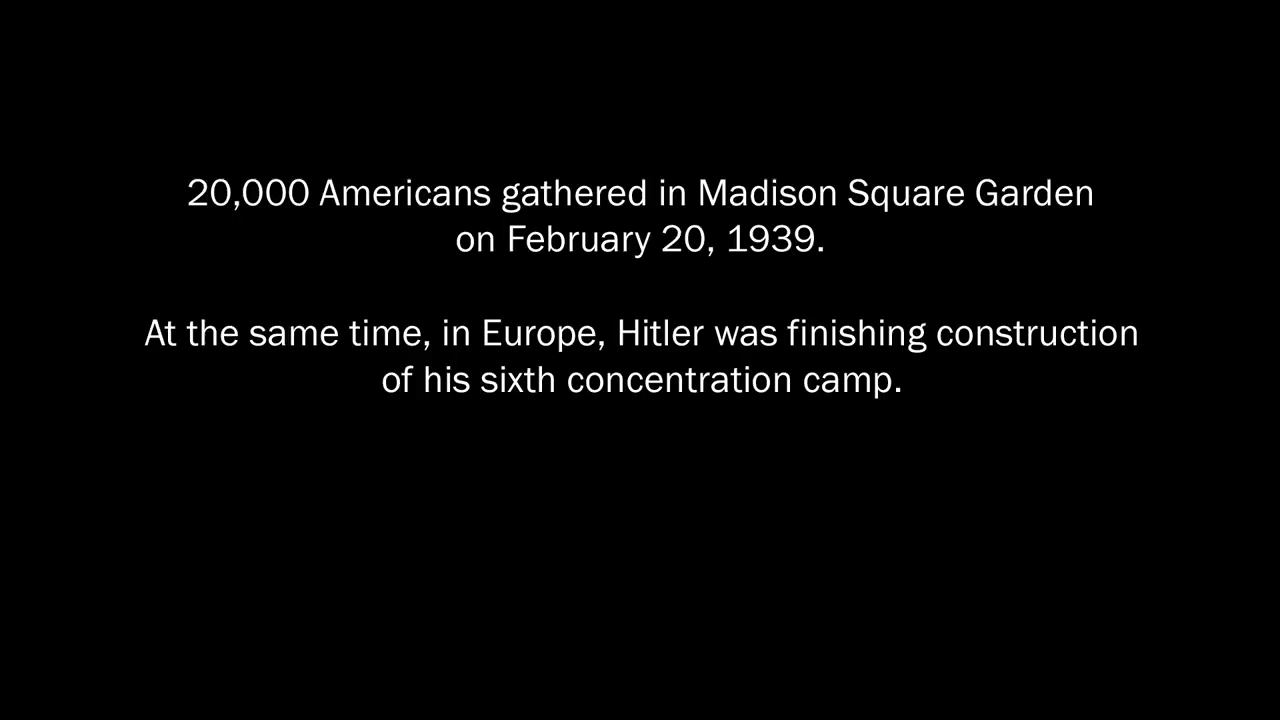 20,000 Americans gathered in Madison Square Garden
on February 20, 1939.
At the same time, in Europe, Hitler was finishing construction
of his sixth concentration camp.